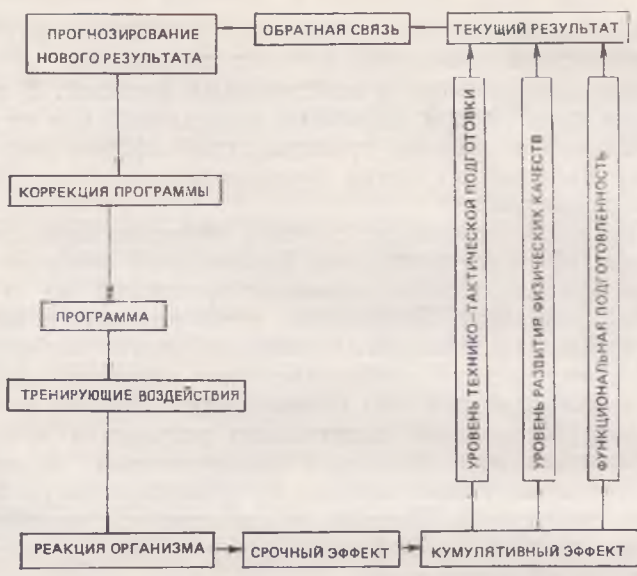 ПРОГНОЗИРОВАНИЕ
НОВОГО РЕЗУЛЬТАТА
ОБРАТНАЯ СВЯЗЬ
ТЕКУЩИЙ РЕЗУЛЬТАТ
КОРРЕКЦИЯ ПРОГРАММЫ
ПРОГРАММА
ТРЕНИРУЮЩИЕ ВОЗДЕЙСТВИЯ
УРОВЕНЬ ТЕХНИКО-ТАКТИЧЕСКОЙ ПОДГОТОВКИ
УРОВЕНЬ РАЗВИТИЯ ФИЗИЧЕСКИХ КАЧЕСТВ
ФУНКЦИОНАЛЬНАЯ ПОДГОТОВЛЕННОСТЬ
РЕАКЦИЯ ОРГАНИЗМА
СРОЧНЫЙ ЭФФЕКТ
КУМУЛЯТИВНЫЙ ЭФФЕКТ